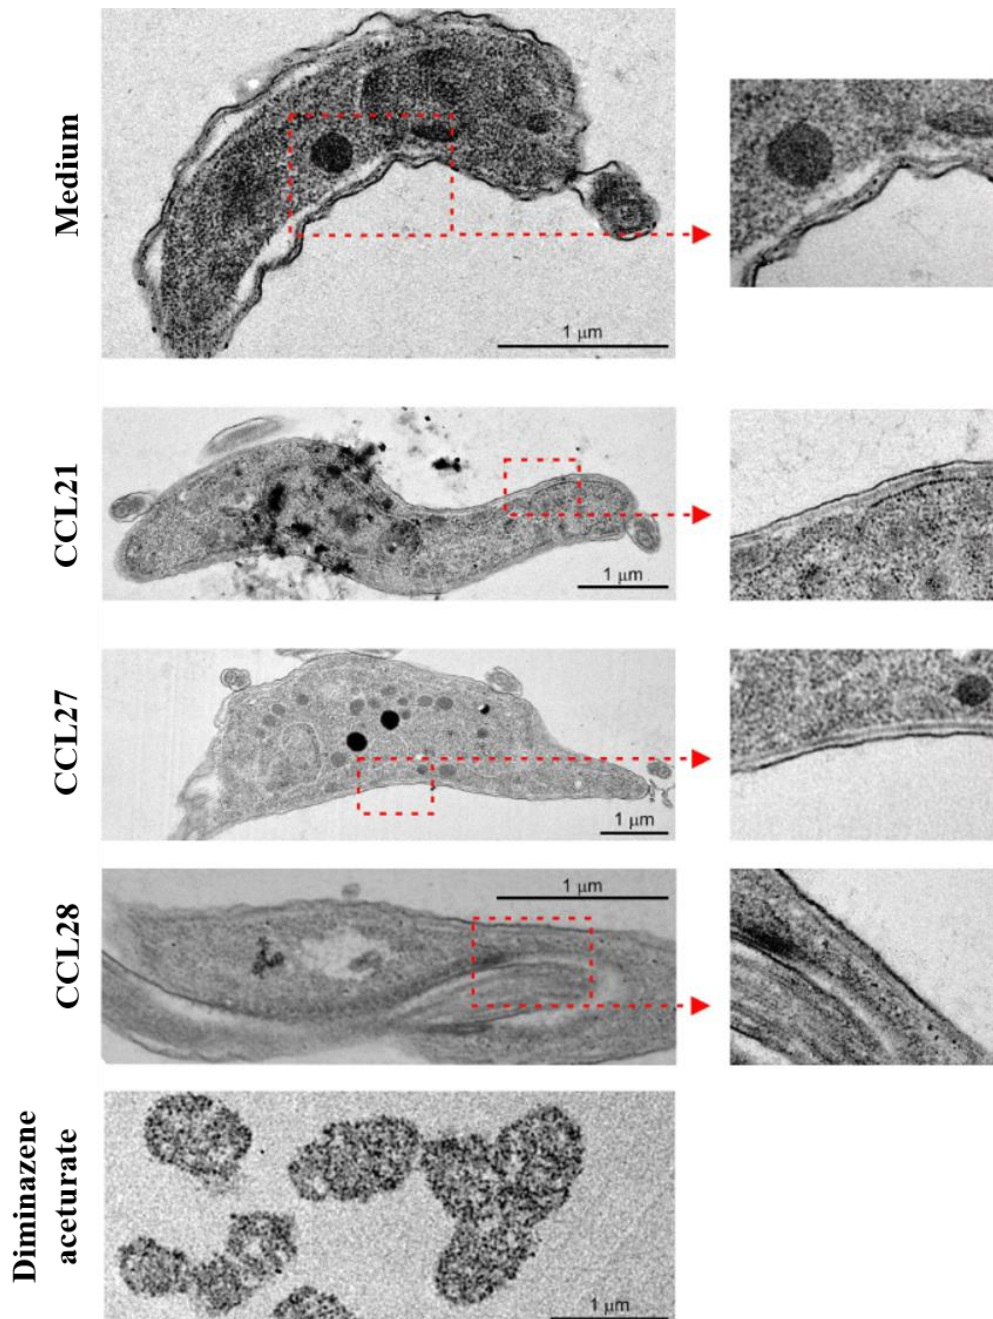 Medium
1 μm
CCL21
1 μm
CCL27
1 μm
CCL28
1 μm
Diminazene
aceturate
1 μm